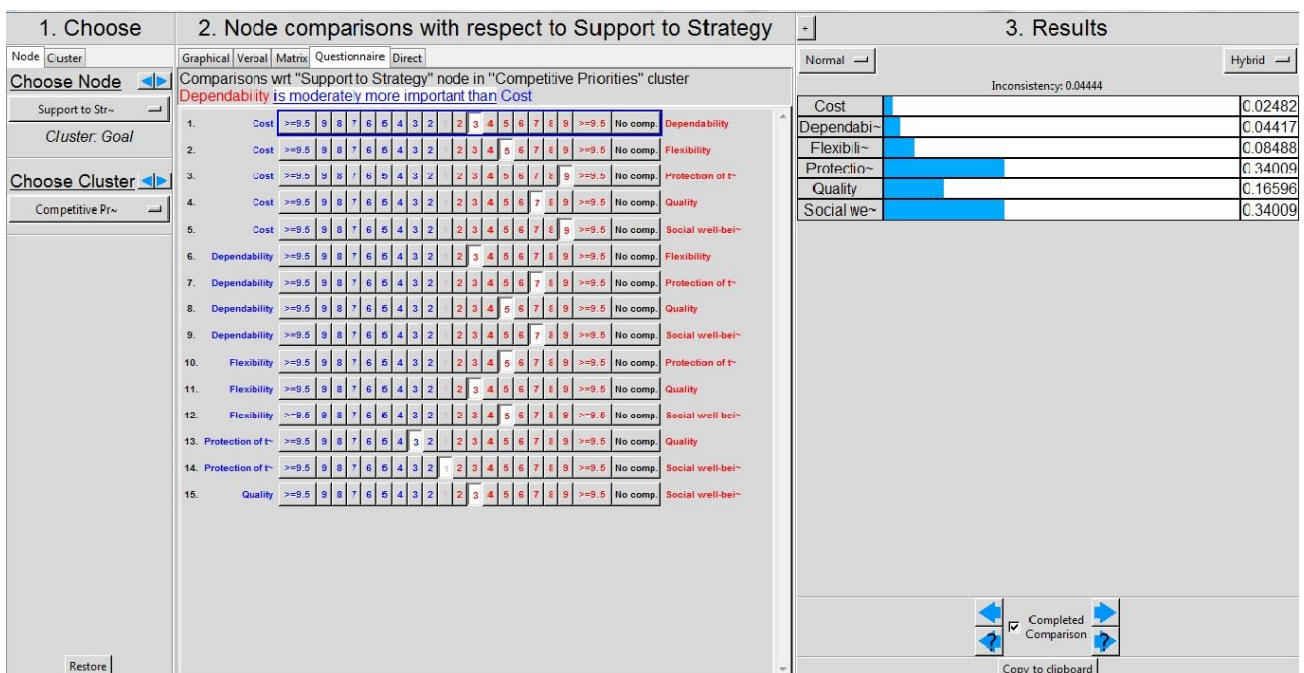 1. Choose
2. Node comparisons with respect to Support to Strategy
+
3. Results
Node Cluster
Graphical Verbal Matrix Questionnaire Direct
Normal
Hybrid
Choose Node
Comparisons wrt "Support to Strategy" node in "Competitive Priorities" cluster
Dependability is moderately more important than Cost
Inconsistency: 0.04444
Support to Str~
Cluster: Goal
Choose Cluster
Competitive Pr~
1. Cost >=9.5 9 8 7 6 5 4 3 2 1 2 3 4 5 6 7 8 9 >=9.5 No comp. Dependability
2. Cost >=9.5 9 8 7 6 5 4 3 2 1 2 3 4 5 6 7 8 9 >=9.5 No comp. Flexibility
3. Cost >=9.5 9 8 7 6 5 4 3 2 1 2 3 4 5 6 7 8 9 >=9.5 No comp. Protection of t~
4. Cost >=9.5 9 8 7 6 5 4 3 2 1 2 3 4 5 6 7 8 9 >=9.5 No comp. Quality
5. Cost >=9.5 9 8 7 6 5 4 3 2 1 2 3 4 5 6 7 8 9 >=9.5 No comp. Social well-bei~
6. Dependability >=9.5 9 8 7 6 5 4 3 2 1 2 3 4 5 6 7 8 9 >=9.5 No comp. Flexibility
7. Dependability >=9.5 9 8 7 6 5 4 3 2 1 2 3 4 5 6 7 8 9 >=9.5 No comp. Protection of t~
8. Dependability >=9.5 9 8 7 6 5 4 3 2 1 2 3 4 5 6 7 8 9 >=9.5 No comp. Quality
9. Dependability >=9.5 9 8 7 6 5 4 3 2 1 2 3 4 5 6 7 8 9 >=9.5 No comp. Social well-bei~
10. Flexibility >=9.5 9 8 7 6 5 4 3 2 1 2 3 4 5 6 7 8 9 >=9.5 No comp. Protection of t~
11. Flexibility >=9.5 9 8 7 6 5 4 3 2 1 2 3 4 5 6 7 8 9 >=9.5 No comp. Quality
12. Flexibility >=9.5 9 8 7 6 5 4 3 2 1 2 3 4 5 6 7 8 9 >=9.5 No comp. Social well-bei~
13. Protection of t~ >=9.5 9 8 7 6 5 4 3 2 1 2 3 4 5 6 7 8 9 >=9.5 No comp. Quality
14. Protection of t~ >=9.5 9 8 7 6 5 4 3 2 1 2 3 4 5 6 7 8 9 >=9.5 No comp. Social well-bei~
15. Quality >=9.5 9 8 7 6 5 4 3 2 1 2 3 4 5 6 7 8 9 >=9.5 No comp. Social well-bei~
Cost 0.02482
Dependabi~ 0.04417
Flexibili~ 0.08488
Protectio~ 0.34009
Quality 0.16596
Social we~ 0.34009
Completed
Comparison
? ?
Restore
Copy to clipboard